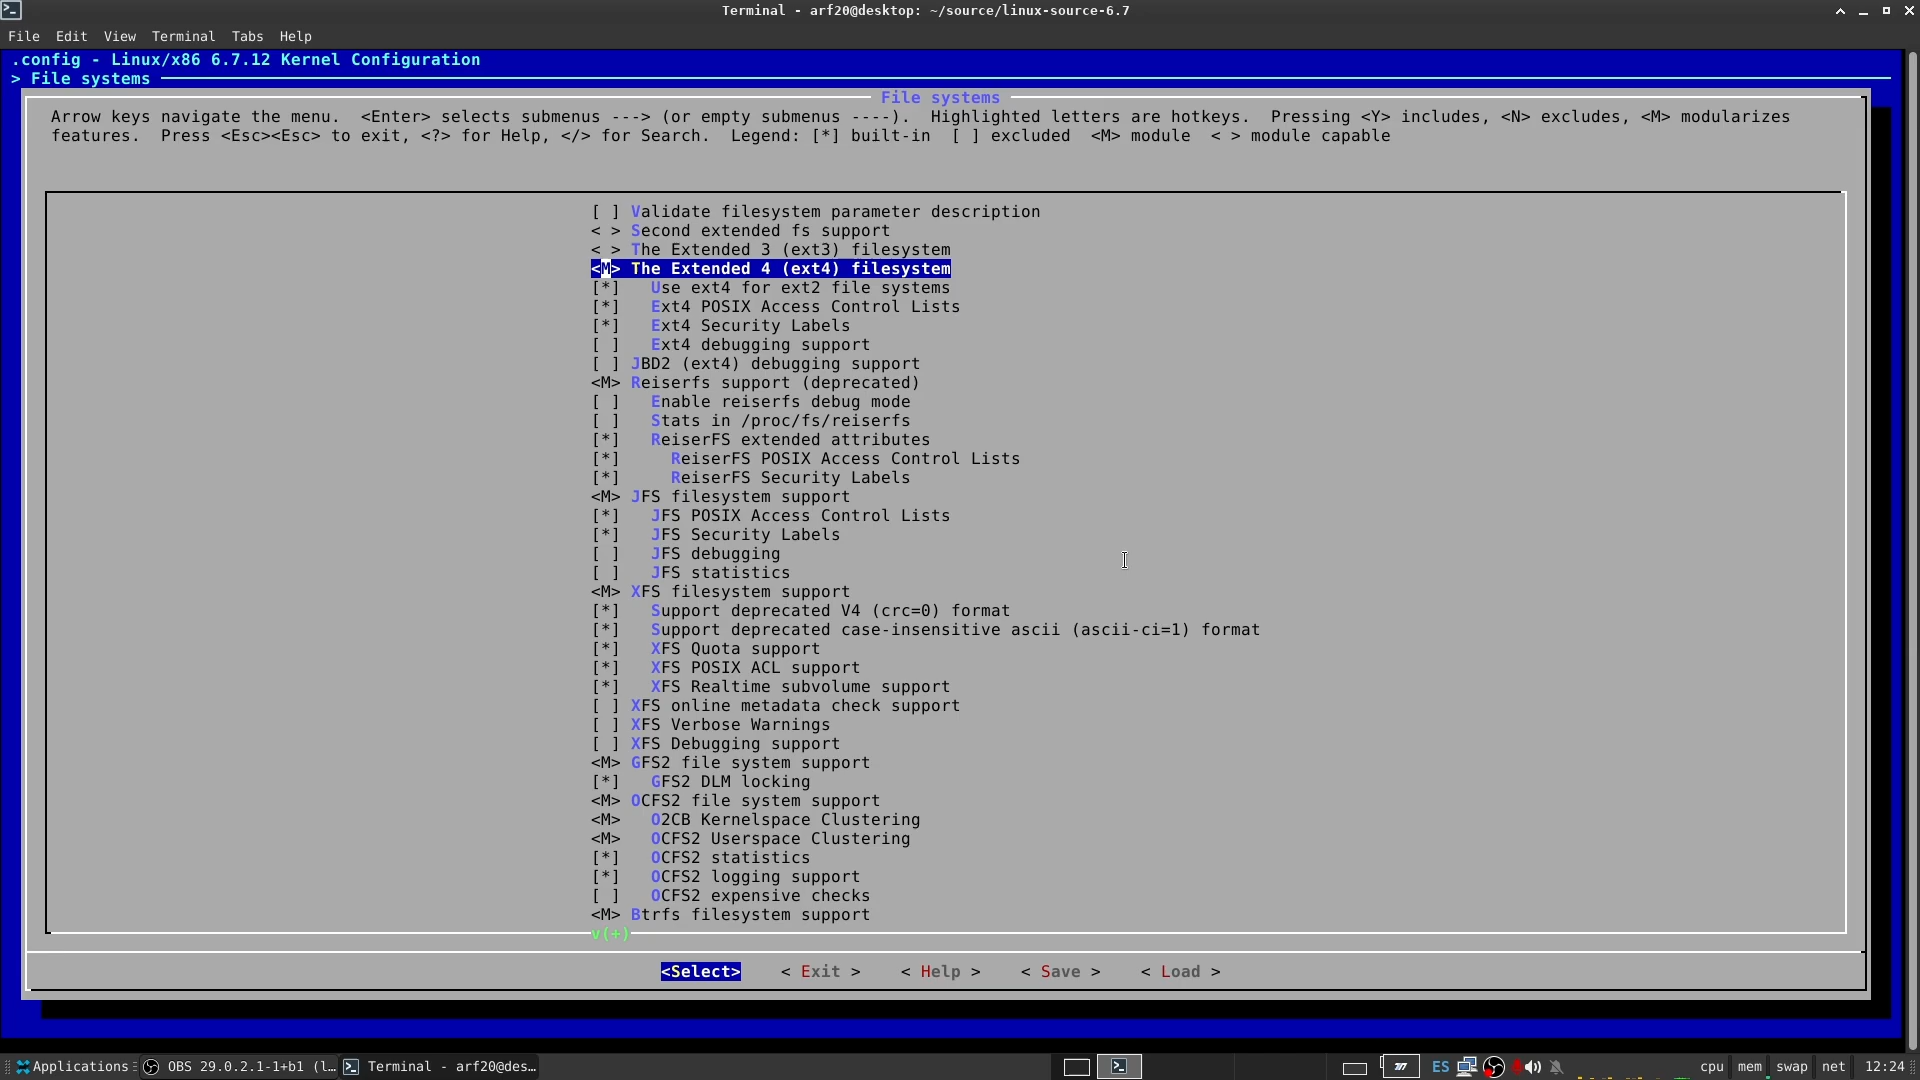 Terminal - arf20@desktop: ~/source/linux-source-6.7
File Edit View Terminal Tabs Help
.config - Linux/x86 6.7.12 Kernel Configuration
> File systems
File systems
Arrow keys navigate the menu.  <Enter> selects submenus ---> (or empty submenus ----).  Highlighted letters are hotkeys.  Pressing <Y> includes, <N> excludes, <M> modularizes
features.  Press <Esc><Esc> to exit, <?> for Help, </> for Search.  Legend: [*] built-in  [ ] excluded  <M> module  < > module capable
[ ] Validate filesystem parameter description
< > Second extended fs support
< > The Extended 3 (ext3) filesystem
<M> The Extended 4 (ext4) filesystem
[*]   Use ext4 for ext2 file systems
[*]   Ext4 POSIX Access Control Lists
[*]   Ext4 Security Labels
[ ]   Ext4 debugging support
[ ] JBD2 (ext4) debugging support
<M> Reiserfs support (deprecated)
[ ]   Enable reiserfs debug mode
[ ]   Stats in /proc/fs/reiserfs
[*]   ReiserFS extended attributes
[*]     ReiserFS POSIX Access Control Lists
[*]     ReiserFS Security Labels
<M> JFS filesystem support
[*]   JFS POSIX Access Control Lists
[*]   JFS Security Labels
[ ]   JFS debugging
[ ]   JFS statistics
<M> XFS filesystem support
[*]   Support deprecated V4 (crc=0) format
[*]   Support deprecated case-insensitive ascii (ascii-ci=1) format
[*]   XFS Quota support
[*]   XFS POSIX ACL support
[*]   XFS Realtime subvolume support
[ ] XFS online metadata check support
[ ] XFS Verbose Warnings
[ ] XFS Debugging support
<M> GFS2 file system support
[*]   GFS2 DLM locking
<M> OCFS2 file system support
<M>   O2CB Kernelspace Clustering
<M>   OCFS2 Userspace Clustering
[*]   OCFS2 statistics
[*]   OCFS2 logging support
[ ]   OCFS2 expensive checks
<M> Btrfs filesystem support
v(+)
<Select> < Exit > < Help > < Save > < Load >
Applications OBS 29.0.2.1-1+b1 (l... Terminal - arf20@des... ES cpu mem swap net 12:24